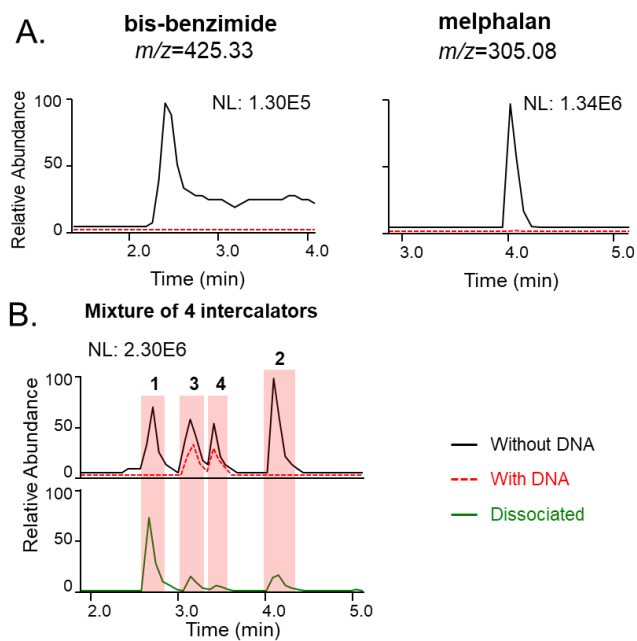 A.
bis-benzimide
m/z=425.33
melphalan
m/z=305.08
NL: 1.30E5
NL: 1.34E6
Relative Abundance
100
50
0
2.0 3.0 4.0
Time (min)
3.0 4.0 5.0
Time (min)
B.
Mixture of 4 intercalators
NL: 2.30E6
1 3 4 2
Relative Abundance
100
50
0
Relative Abundance
100
50
0
2.0 3.0 4.0 5.0
Time (min)
Without DNA
With DNA
Dissociated